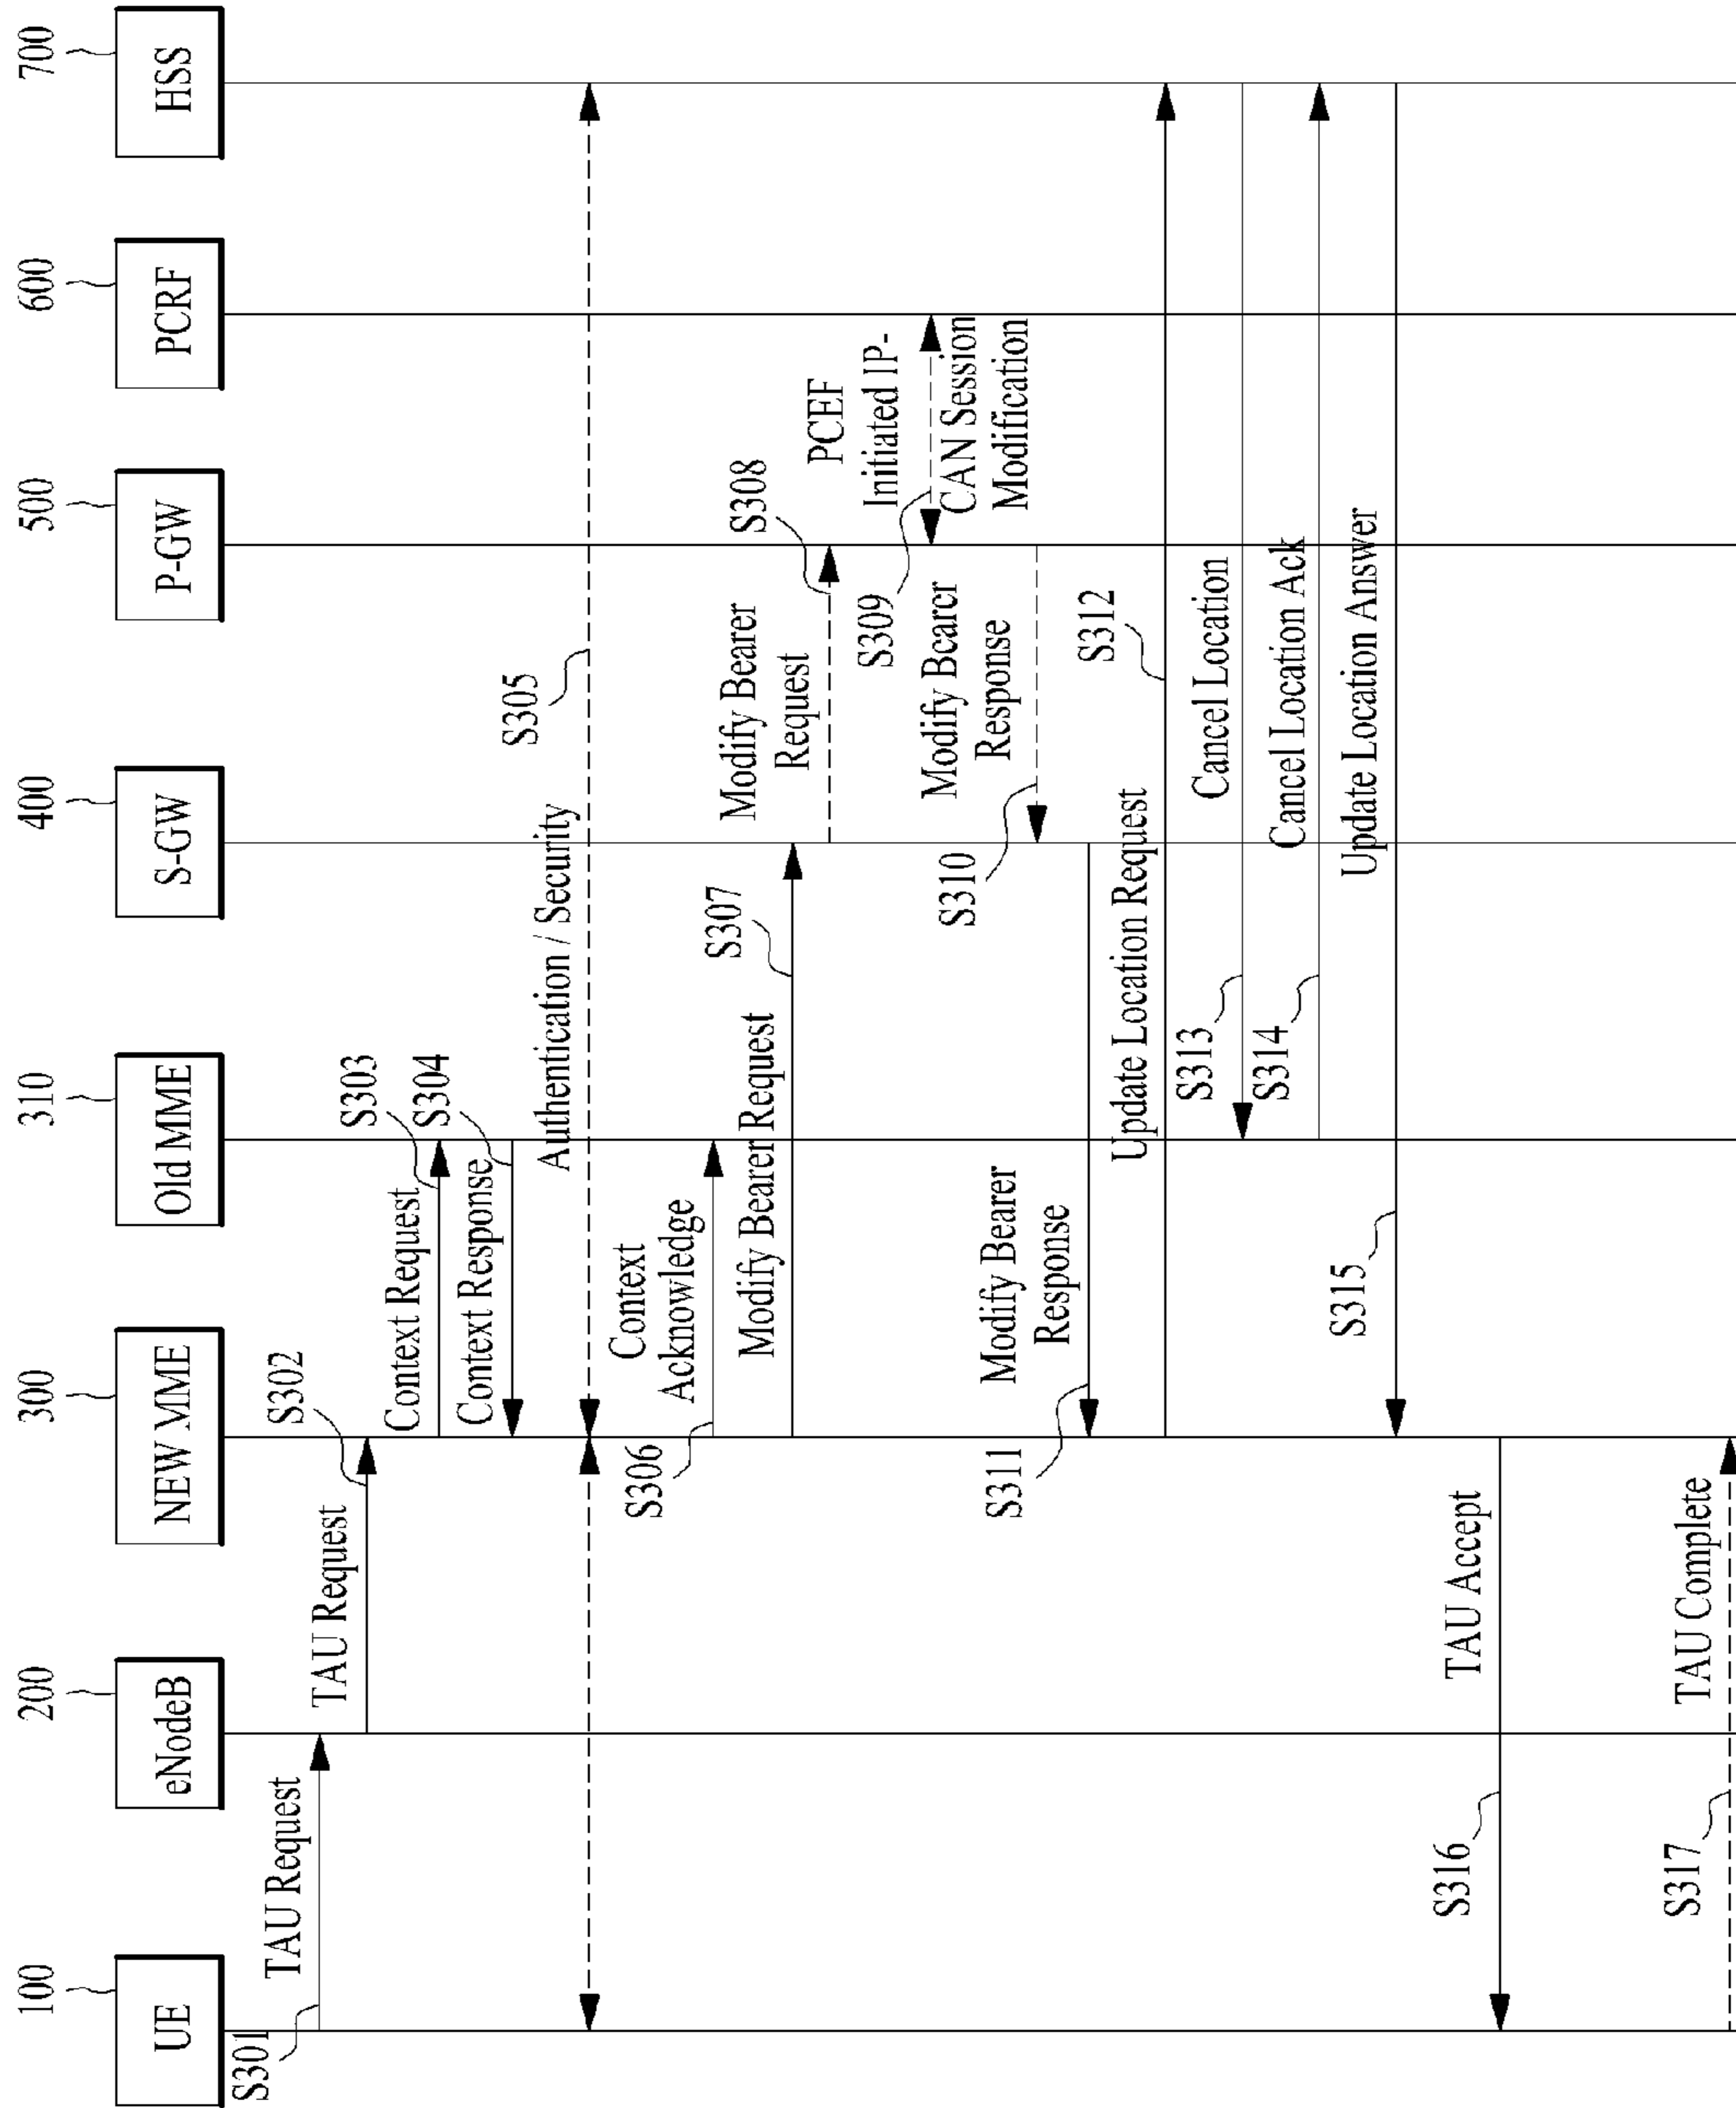 100
200
300
310
400
500
600
700
UE
eNodeB
NEW MME
Old MME
S-GW
P-GW
PCRF
HSS
S301
TAU Request
TAU Request
S302
Context Request
S303
Context Response
S304
Authentication / Security
S305
Context
Acknowledge
S306
Modify Bearer Request
S307
Modify Bearer
Request
S308
PCEF
Initiated IP-
CAN Session
Modification
S309
Modify Bearer
Response
S310
Modify Bearer
Response
S311
Update Location Request
S312
Cancel Location
S313
Cancel Location Ack
S314
Update Location Answer
S315
TAU Accept
S316
TAU Complete
S317